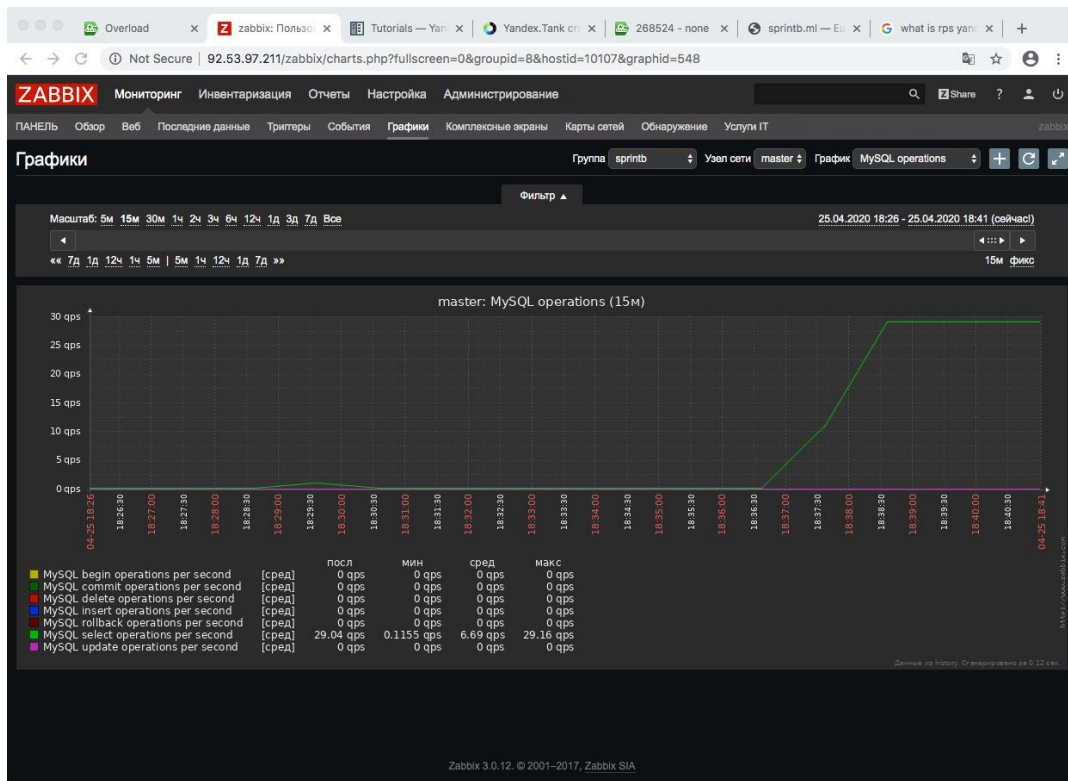 Overload
zabbix: Пользо
Tutorials — Yan
Yandex.Tank
268524 - none
sprintb.ml —
what is rps yan
Not Secure | 92.53.97.211/zabbix/charts.php?fullscreen=0&groupid=8&hostid=10107&graphid=548
ZABBIX Мониторинг Инвентаризация Отчеты Настройка Администрирование Z Share ?
ПАНЕЛЬ Обзор Веб Последние данные Триггеры События Графики Комплексные экраны Карты сетей Обнаружение Услуги IT zabbix
Графики Группа sprintb Узел сети master График MySQL operations
Фильтр ▲
Масштаб: 5м 15м 30м 1ч 2ч 3ч 6ч 12ч 1д 3д 7д Все 25.04.2020 18:26 - 25.04.2020 18:41 (сейчас!)
«« 7д 1д 12ч 1ч 5м | 5м 1ч 12ч 1д 7д »» 15м фикс
master: MySQL operations (15м)
30 qps
25 qps
20 qps
15 qps
10 qps
5 qps
0 qps
04-25 18:26 18:26:30 18:27:00 18:27:30 18:28:00 18:28:30 18:29:00 18:29:30 18:30:00 18:30:30 18:31:00 18:31:30 18:32:00 18:32:30 18:33:00 18:33:30 18:34:00 18:34:30 18:35:00 18:35:30 18:36:00 18:36:30 18:37:00 18:37:30 18:38:00 18:38:30 18:39:00 18:39:30 18:40:00 18:40:30 04-25 18:41
посл мин сред макс
MySQL begin operations per second [сред] 0 qps 0 qps 0 qps 0 qps
MySQL commit operations per second [сред] 0 qps 0 qps 0 qps 0 qps
MySQL delete operations per second [сред] 0 qps 0 qps 0 qps 0 qps
MySQL insert operations per second [сред] 0 qps 0 qps 0 qps 0 qps
MySQL rollback operations per second [сред] 0 qps 0 qps 0 qps 0 qps
MySQL select operations per second [сред] 29.04 qps 0.1155 qps 6.69 qps 29.16 qps
MySQL update operations per second [сред] 0 qps 0 qps 0 qps 0 qps
http://www.zabbix.com
Данные из history. Сгенерировано за 0.12 сек.
Zabbix 3.0.12. © 2001–2017, Zabbix SIA